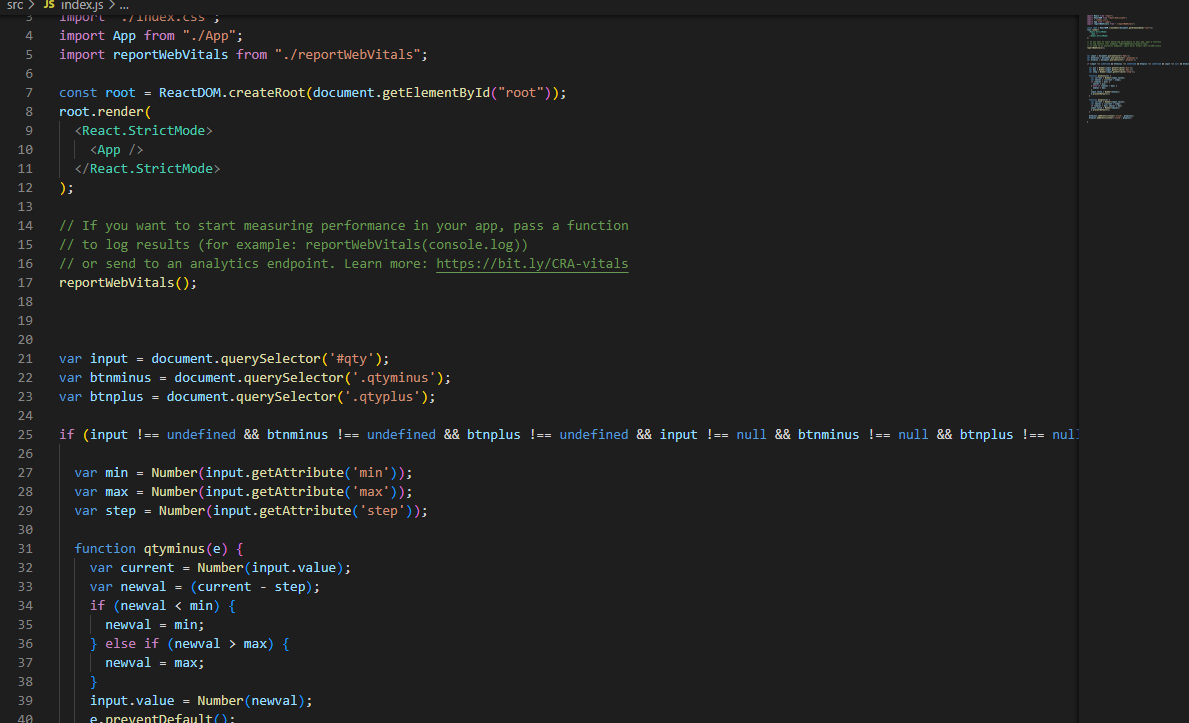 src > JS index.js > ...
3 import "./index.css";
4 import App from "./App";
5 import reportWebVitals from "./reportWebVitals";
6
7 const root = ReactDOM.createRoot(document.getElementById("root"));
8 root.render(
9 <React.StrictMode>
10 <App />
11 </React.StrictMode>
12 );
13
14 // If you want to start measuring performance in your app, pass a function
15 // to log results (for example: reportWebVitals(console.log))
16 // or send to an analytics endpoint. Learn more: https://bit.ly/CRA-vitals
17 reportWebVitals();
18
19
20
21 var input = document.querySelector('#qty');
22 var btnminus = document.querySelector('.qtyminus');
23 var btnplus = document.querySelector('.qtyplus');
24
25 if (input !== undefined && btnminus !== undefined && btnplus !== undefined && input !== null && btnminus !== null && btnplus !== null
26
27 var min = Number(input.getAttribute('min'));
28 var max = Number(input.getAttribute('max'));
29 var step = Number(input.getAttribute('step'));
30
31 function qtyminus(e) {
32 var current = Number(input.value);
33 var newval = (current - step);
34 if (newval < min) {
35 newval = min;
36 } else if (newval > max) {
37 newval = max;
38 }
39 input.value = Number(newval);
40 e.preventDefault();